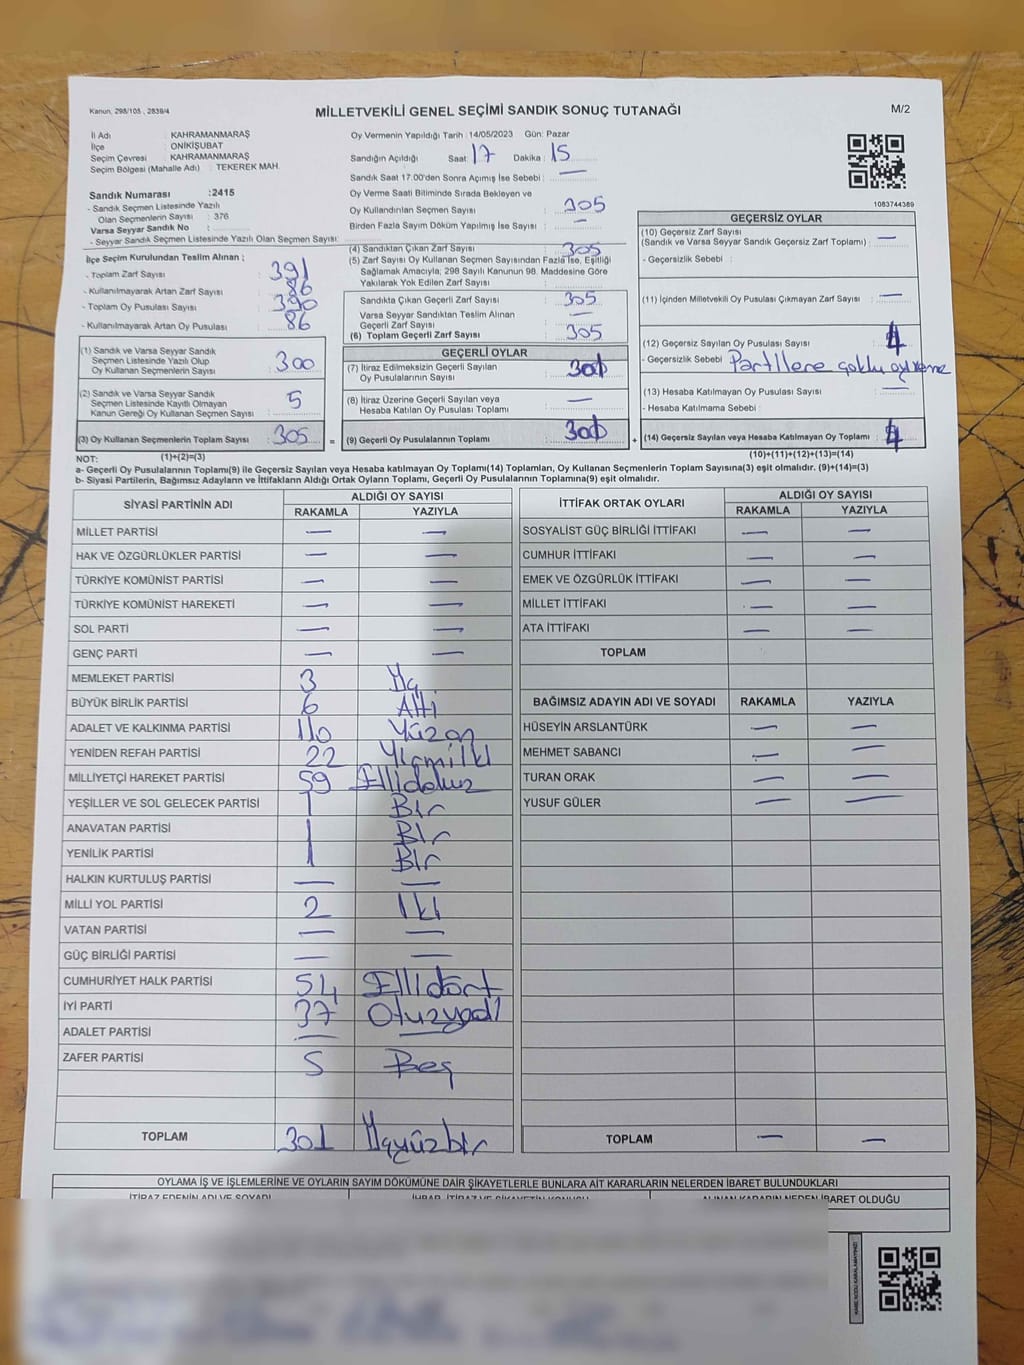 Kanun, 298/105 , 2839/4
MİLLETVEKİLİ GENEL SEÇİMİ SANDIK SONUÇ TUTANAĞI
M/2
İl Adı : KAHRAMANMARAŞ
İlçe : ONİKİŞUBAT
Seçim Çevresi : KAHRAMANMARAŞ
Seçim Bölgesi (Mahalle Adı) : TEKEREK MAH.
Sandık Numarası :2415
- Sandık Seçmen Listesinde Yazılı
Olan Seçmenlerin Sayısı : 376
Varsa Seyyar Sandık No :
- Seyyar Sandık Seçmen Listesinde Yazılı Olan Seçmen Sayısı:
İlçe Seçim Kurulundan Teslim Alınan ;
- Toplam Zarf Sayısı : 391
- Kullanılmayarak Artan Zarf Sayısı : 86
- Toplam Oy Pusulası : 390
- Kullanılmayarak Artan Oy Pusulası : 86
(1) Sandık ve Varsa Seyyar Sandık
Seçmen Listesinde Yazılı Olup
Oy Kullanan Seçmenlerin Sayısı : 300
(2) Sandık ve Varsa Seyyar Sandık
Seçmen Listesinde Kayıtlı Olmayan
Kanun Gereği Oy Kullanan Seçmen Sayısı : 5
(3) Oy Kullanan Seçmenlerin Toplam Sayısı : 305 =
Oy Vermenin Yapıldığı Tarih :14/05/2023 Gün: Pazar
Sandığın Açıldığı Saat: 17 Dakika : 15
Sandık Saat 17.00'den Sonra Açımış İse Sebebi : —
Oy Verme Saati Bitiminde Sırada Bekleyen ve
Oy Kullandırılan Seçmen Sayısı : 305
Birden Fazla Sayım Döküm Yapılmış İse Sayısı : —
(4) Sandıktan Çıkan Zarf Sayısı : 305
(5) Zarf Sayısı Oy Kullanan Seçmen Sayısından Fazla İse, Eşitliği
Sağlamak Amacıyla; 298 Sayılı Kanunun 98. Maddesine Göre
Yakılarak Yok Edilen Zarf Sayısı :
Sandıkta Çıkan Geçerli Zarf Sayısı : 305
Varsa Seyyar Sandıktan Teslim Alınan
Geçerli Zarf Sayısı : —
(6) Toplam Geçerli Zarf Sayısı : 305
GEÇERLİ OYLAR
(7) İtiraz Edilmeksizin Geçerli Sayılan
Oy Pusulalarının Sayısı : 301
(8) İtiraz Üzerine Geçerli Sayılan veya
Hesaba Katılan Oy Pusulası Toplamı : —
(9) Geçerli Oy Pusulalarının Toplamı : 301 +
1083744389
GEÇERSİZ OYLAR
(10) Geçersiz Zarf Sayısı : —
(Sandık ve Varsa Seyyar Sandık Geçersiz Zarf Toplamı)
- Geçersizlik Sebebi :
(11) İçinden Milletvekili Oy Pusulası Çıkmayan Zarf Sayısı : —
(12) Geçersiz Sayılan Oy Pusulası Sayısı : 4
- Geçersizlik Sebebi : Partilere çoklu oy verme
(13) Hesaba Katılmayan Oy Pusulası Sayısı : —
- Hesaba Katılmama Sebebi :
(14) Geçersiz Sayılan veya Hesaba Katılmayan Oy Toplamı : 4
NOT: (1)+(2)=(3) (10)+(11)+(12)+(13)=(14)
a- Geçerli Oy Pusulalarının Toplamı(9) ile Geçersiz Sayılan veya Hesaba katılmayan Oy Toplamı(14) Toplamları, Oy Kullanan Seçmenlerin Toplam Sayısına(3) eşit olmalıdır. (9)+(14)=(3)
b- Siyasi Partilerin, Bağımsız Adayların ve İttifakların Aldığı Ortak Oyların Toplamı, Geçerli Oy Pusulalarının Toplamına(9) eşit olmalıdır.
SİYASİ PARTİNİN ADI ALDIĞI OY SAYISI
RAKAMLA YAZIYLA
MİLLET PARTİSİ — —
HAK VE ÖZGÜRLÜKLER PARTİSİ — —
TÜRKİYE KOMÜNİST PARTİSİ — —
TÜRKİYE KOMÜNİST HAREKETİ — —
SOL PARTİ — —
GENÇ PARTİ — —
MEMLEKET PARTİSİ 3 Üç
BÜYÜK BİRLİK PARTİSİ 6 Altı
ADALET VE KALKINMA PARTİSİ 110 Yüzon
YENİDEN REFAH PARTİSİ 22 Yirmiiki
MİLLİYETÇİ HAREKET PARTİSİ 59 Ellidokuz
YEŞİLLER VE SOL GELECEK PARTİSİ 1 Bir
ANAVATAN PARTİSİ 1 Bir
YENİLİK PARTİSİ 1 Bir
HALKIN KURTULUŞ PARTİSİ — —
MİLLİ YOL PARTİSİ 2 İki
VATAN PARTİSİ — —
GÜÇ BİRLİĞİ PARTİSİ — —
CUMHURİYET HALK PARTİSİ 54 Ellidört
İYİ PARTİ 37 Otuzyedi
ADALET PARTİSİ — —
ZAFER PARTİSİ 5 Beş
TOPLAM 301 Üçyüzbir
İTTİFAK ORTAK OYLARI ALDIĞI OY SAYISI
RAKAMLA YAZIYLA
SOSYALİST GÜÇ BİRLİĞİ İTTİFAKI — —
CUMHUR İTTİFAKI — —
EMEK VE ÖZGÜRLÜK İTTİFAKI — —
MİLLET İTTİFAKI — —
ATA İTTİFAKI — —
TOPLAM
BAĞIMSIZ ADAYIN ADI VE SOYADI RAKAMLA YAZIYLA
HÜSEYİN ARSLANTÜRK — —
MEHMET SABANCI — —
TURAN ORAK — —
YUSUF GÜLER — —
TOPLAM — —
OYLAMA İŞ VE İŞLEMLERİNE VE OYLARIN SAYIM DÖKÜMÜNE DAİR ŞİKAYETLERLE BUNLARA AİT KARARLARIN NELERDEN İBARET BULUNDUKLARI
İTİRAZ EDENİN ADI VE SOYADI İHBAR, İTİRAZ VE ŞİKAYETİN KONUSU ALINAN KARARIN NEDEN İBARET OLDUĞU